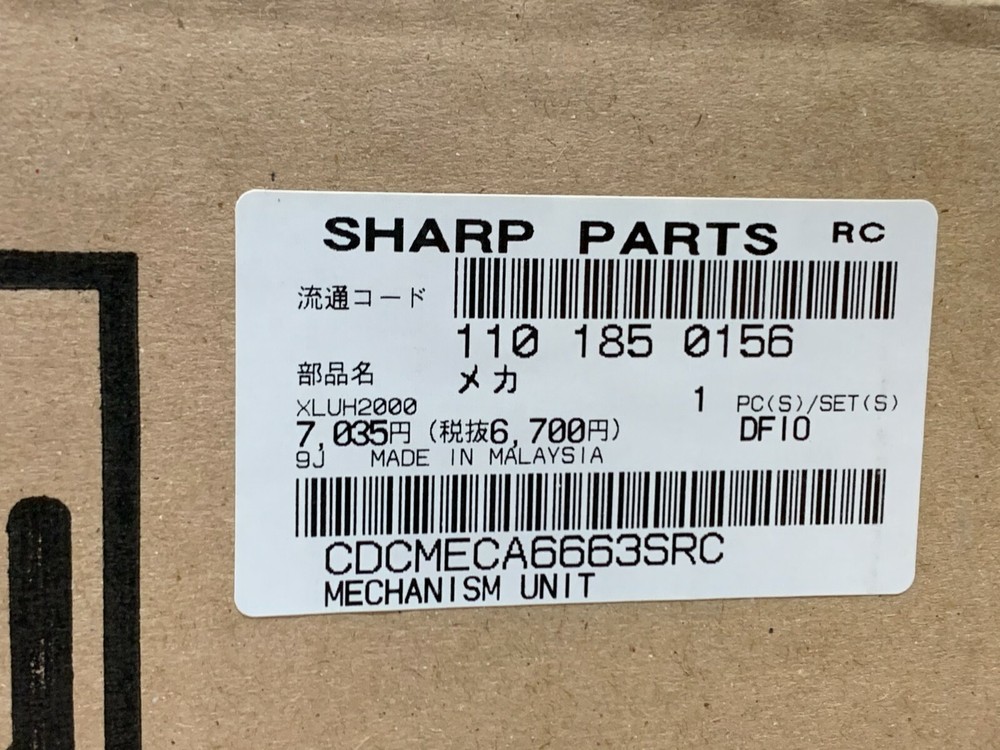 SHARP PARTS RC
流通コード
110 185 0156
部品名 メカ
XLUH2000 1 PC(S)/SET(S)
7,035円 (税抜6,700円) DF10
9J MADE IN MALAYSIA
CDCMECA6663SRC
MECHANISM UNIT